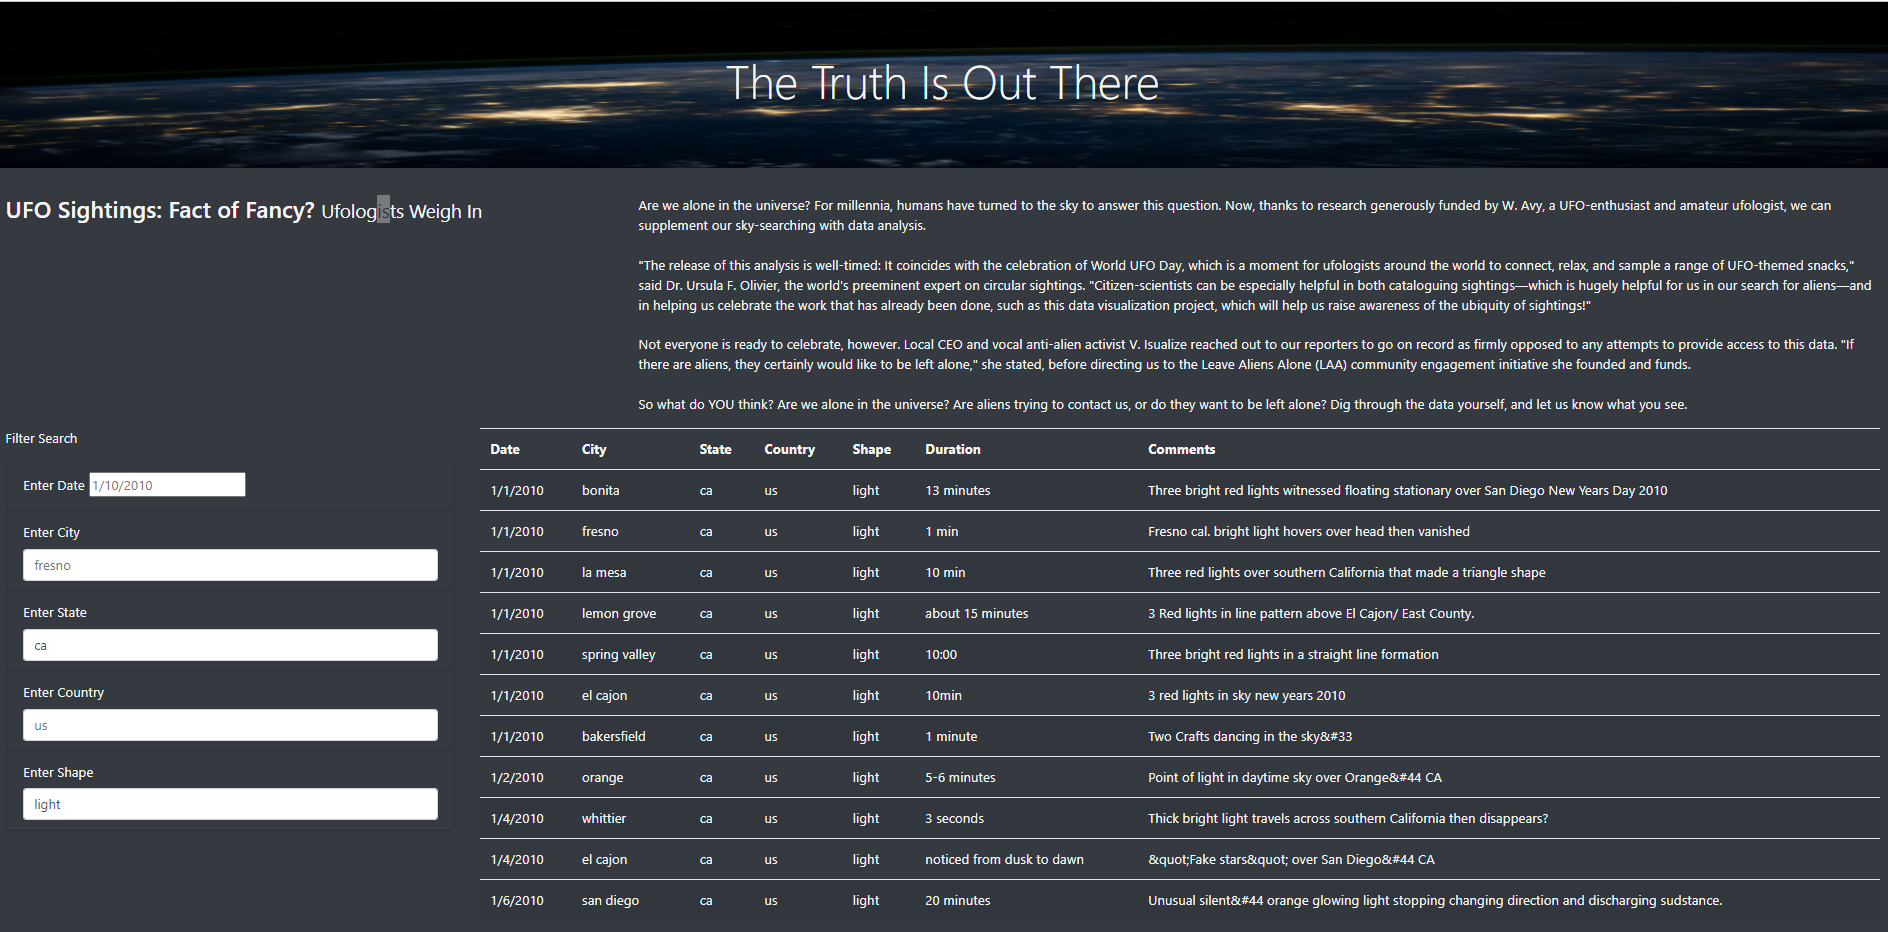 The Truth Is Out There
UFO Sightings: Fact of Fancy? Ufologists Weigh In
Are we alone in the universe? For millennia, humans have turned to the sky to answer this question. Now, thanks to research generously funded by W. Avy, a UFO-enthusiast and amateur ufologist, we can
supplement our sky-searching with data analysis.
"The release of this analysis is well-timed: It coincides with the celebration of World UFO Day, which is a moment for ufologists around the world to connect, relax, and sample a range of UFO-themed snacks,"
said Dr. Ursula F. Olivier, the world's preeminent expert on circular sightings. "Citizen-scientists can be especially helpful in both cataloguing sightings—which is hugely helpful for us in our search for aliens—and
in helping us celebrate the work that has already been done, such as this data visualization project, which will help us raise awareness of the ubiquity of sightings!"
Not everyone is ready to celebrate, however. Local CEO and vocal anti-alien activist V. Isualize reached out to our reporters to go on record as firmly opposed to any attempts to provide access to this data. "If
there are aliens, they certainly would like to be left alone," she stated, before directing us to the Leave Aliens Alone (LAA) community engagement initiative she founded and funds.
So what do YOU think? Are we alone in the universe? Are aliens trying to contact us, or do they want to be left alone? Dig through the data yourself, and let us know what you see.
Filter Search
Enter Date 1/10/2010
Enter City
fresno
Enter State
ca
Enter Country
us
Enter Shape
light
Date City State Country Shape Duration Comments
1/1/2010 bonita ca us light 13 minutes Three bright red lights witnessed floating stationary over San Diego New Years Day 2010
1/1/2010 fresno ca us light 1 min Fresno cal. bright light hovers over head then vanished
1/1/2010 la mesa ca us light 10 min Three red lights over southern California that made a triangle shape
1/1/2010 lemon grove ca us light about 15 minutes 3 Red lights in line pattern above El Cajon/ East County.
1/1/2010 spring valley ca us light 10:00 Three bright red lights in a straight line formation
1/1/2010 el cajon ca us light 10min 3 red lights in sky new years 2010
1/1/2010 bakersfield ca us light 1 minute Two Crafts dancing in the sky&#33
1/2/2010 orange ca us light 5-6 minutes Point of light in daytime sky over Orange&#44 CA
1/4/2010 whittier ca us light 3 seconds Thick bright light travels across southern California then disappears?
1/4/2010 el cajon ca us light noticed from dusk to dawn &quot;Fake stars&quot; over San Diego&#44 CA
1/6/2010 san diego ca us light 20 minutes Unusual silent&#44 orange glowing light stopping changing direction and discharging sudstance.